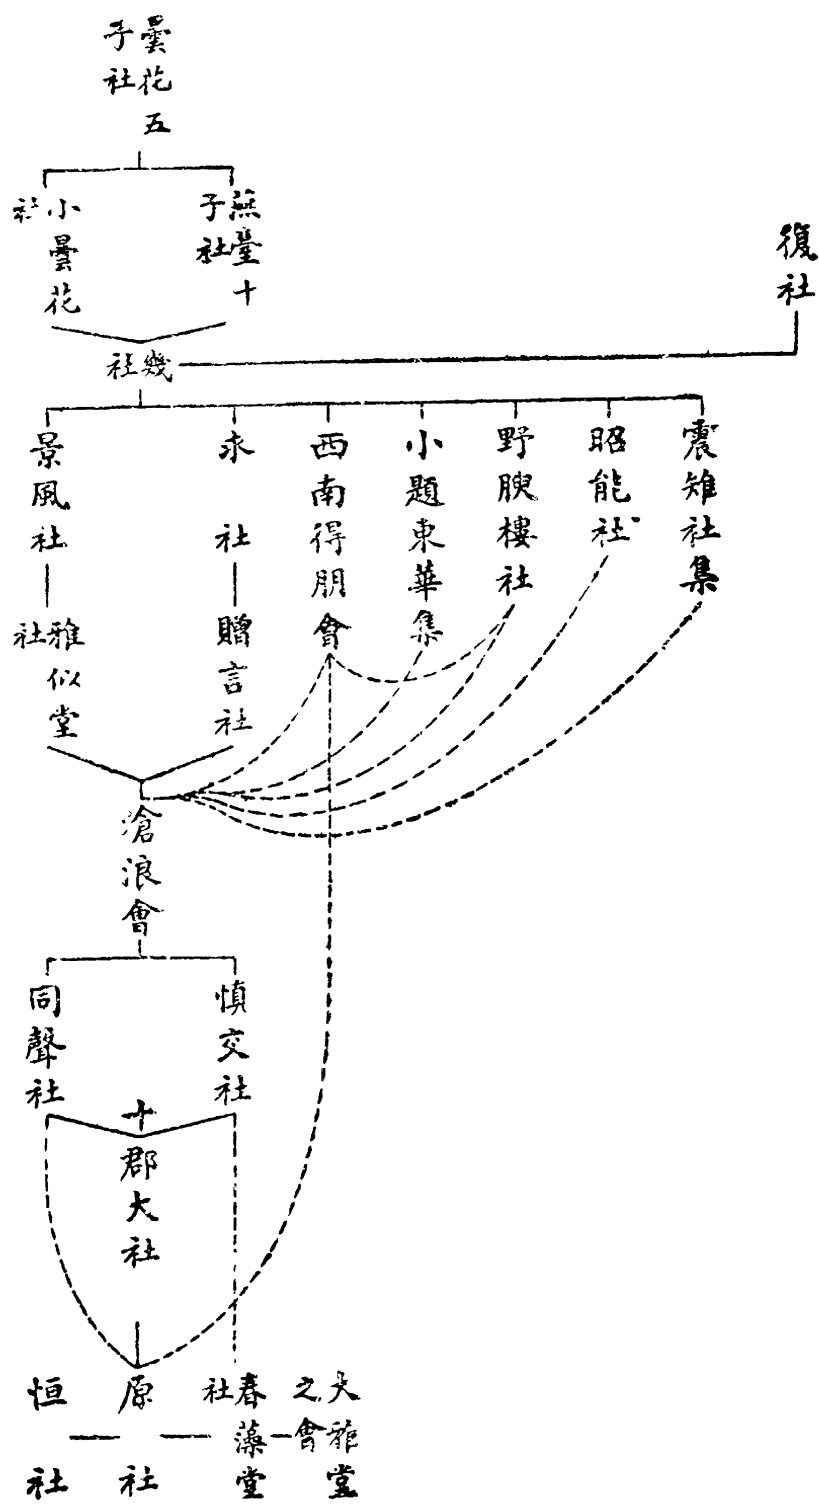 曇花五子社
小曇花社
燕臺十子社
復社
幾社
景風社
求社
西南得朋會
小題東華集
野腴樓社
昭能社
震雉社集
雅似堂社
贈言社
滄浪會
同聲社
慎交社
十郡大社
恒社
原社
春藻堂社
大雅堂之會